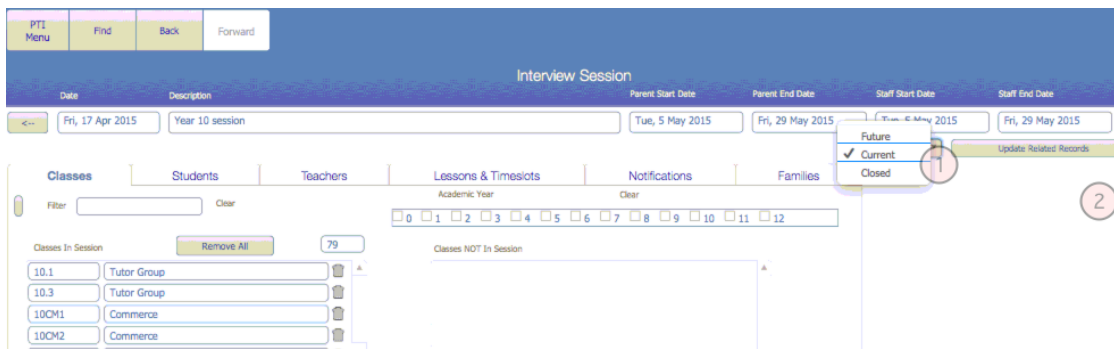 PTI
Menu
Find
Back
Forward
Interview Session
Date
Description
Parent Start Date
Parent End Date
Staff Start Date
Staff End Date
<--
Fri, 17 Apr 2015
Year 10 session
Tue, 5 May 2015
Fri, 29 May 2015
Tue, 5 May 2015
Fri, 29 May 2015
Future
✓ Current
Closed
1
Update Related Records
2
Classes
Students
Teachers
Lessons & Timeslots
Notifications
Families
Filter
Clear
Academic Year
Clear
0 1 2 3 4 5 6 7 8 9 10 11 12
Classes In Session
Remove All
79
Classes NOT In Session
10.1
Tutor Group
10.3
Tutor Group
10CM1
Commerce
10CM2
Commerce